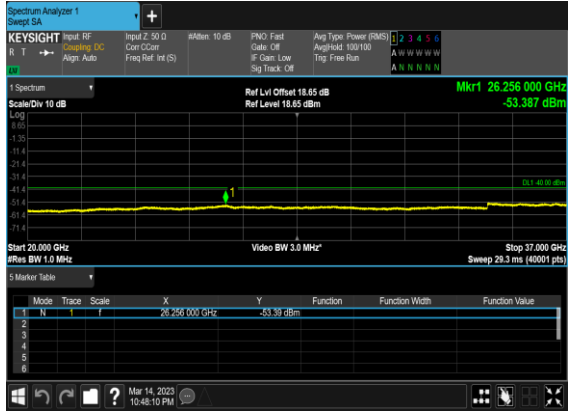 Spectrum Analyzer 1
Swept SA
+
KEYSIGHT Input: RF Input Z: 50 Ω #Atten: 10 dB PNO: Fast Avg Type: Power (RMS) 1 2 3 4 5 6
R T Coupling: DC Corr CCorr Gate: Off Avg|Hold: 100/100 A W W W W W
Align: Auto Freq Ref: Int (S) IF Gain: Low Trig: Free Run
LXI Sig Track: Off A N N N N N
1 Spectrum Ref Lvl Offset 18.65 dB Mkr1 26.256 000 GHz
Scale/Div 10 dB Ref Level 18.65 dBm -53.387 dBm
Log
8.65
-1.35
-11.4
-21.4
-31.4
DL1 -40.00 dBm
-41.4
1
-51.4
-61.4
-71.4
Start 20.000 GHz Video BW 3.0 MHz* Stop 37.000 GHz
#Res BW 1.0 MHz Sweep 29.3 ms (40001 pts)
5 Marker Table
Mode Trace Scale X Y Function Function Width Function Value
1 N 1 f 26.256 000 GHz -53.39 dBm
2
3
4
5
6
? Mar 14, 2023
10:48:10 PM